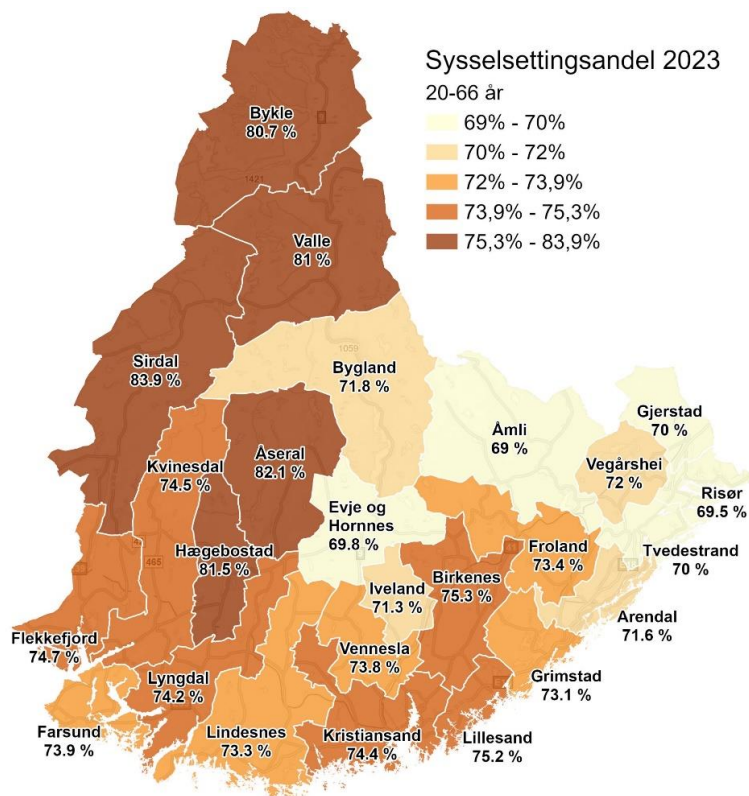 Sysselsettingsandel 2023
20-66 år
69% - 70%
70% - 72%
72% - 73,9%
73,9% - 75,3%
75,3% - 83,9%
Bykle
80.7 %
1421
Valle
81 %
Sirdal
83.9 %
1059
Bygland
71.8 %
Gjerstad
70 %
Åmli
69 %
Vegårshei
72 %
Åseral
82.1 %
Kvinesdal
74.5 %
Risør
69.5 %
Evje og
Hornnes
69.8 %
Hægebostad
81.5 %
465
Froland
73.4 %
Tvedestrand
70 %
Birkenes
75.3 %
Iveland
71.3 %
Arendal
71.6 %
Flekkefjord
74.7 %
Vennesla
73.8 %
Grimstad
73.1 %
Lyngdal
74.2 %
Farsund
73.9 %
Lindesnes
73.3 %
Kristiansand
74.4 %
Lillesand
75.2 %